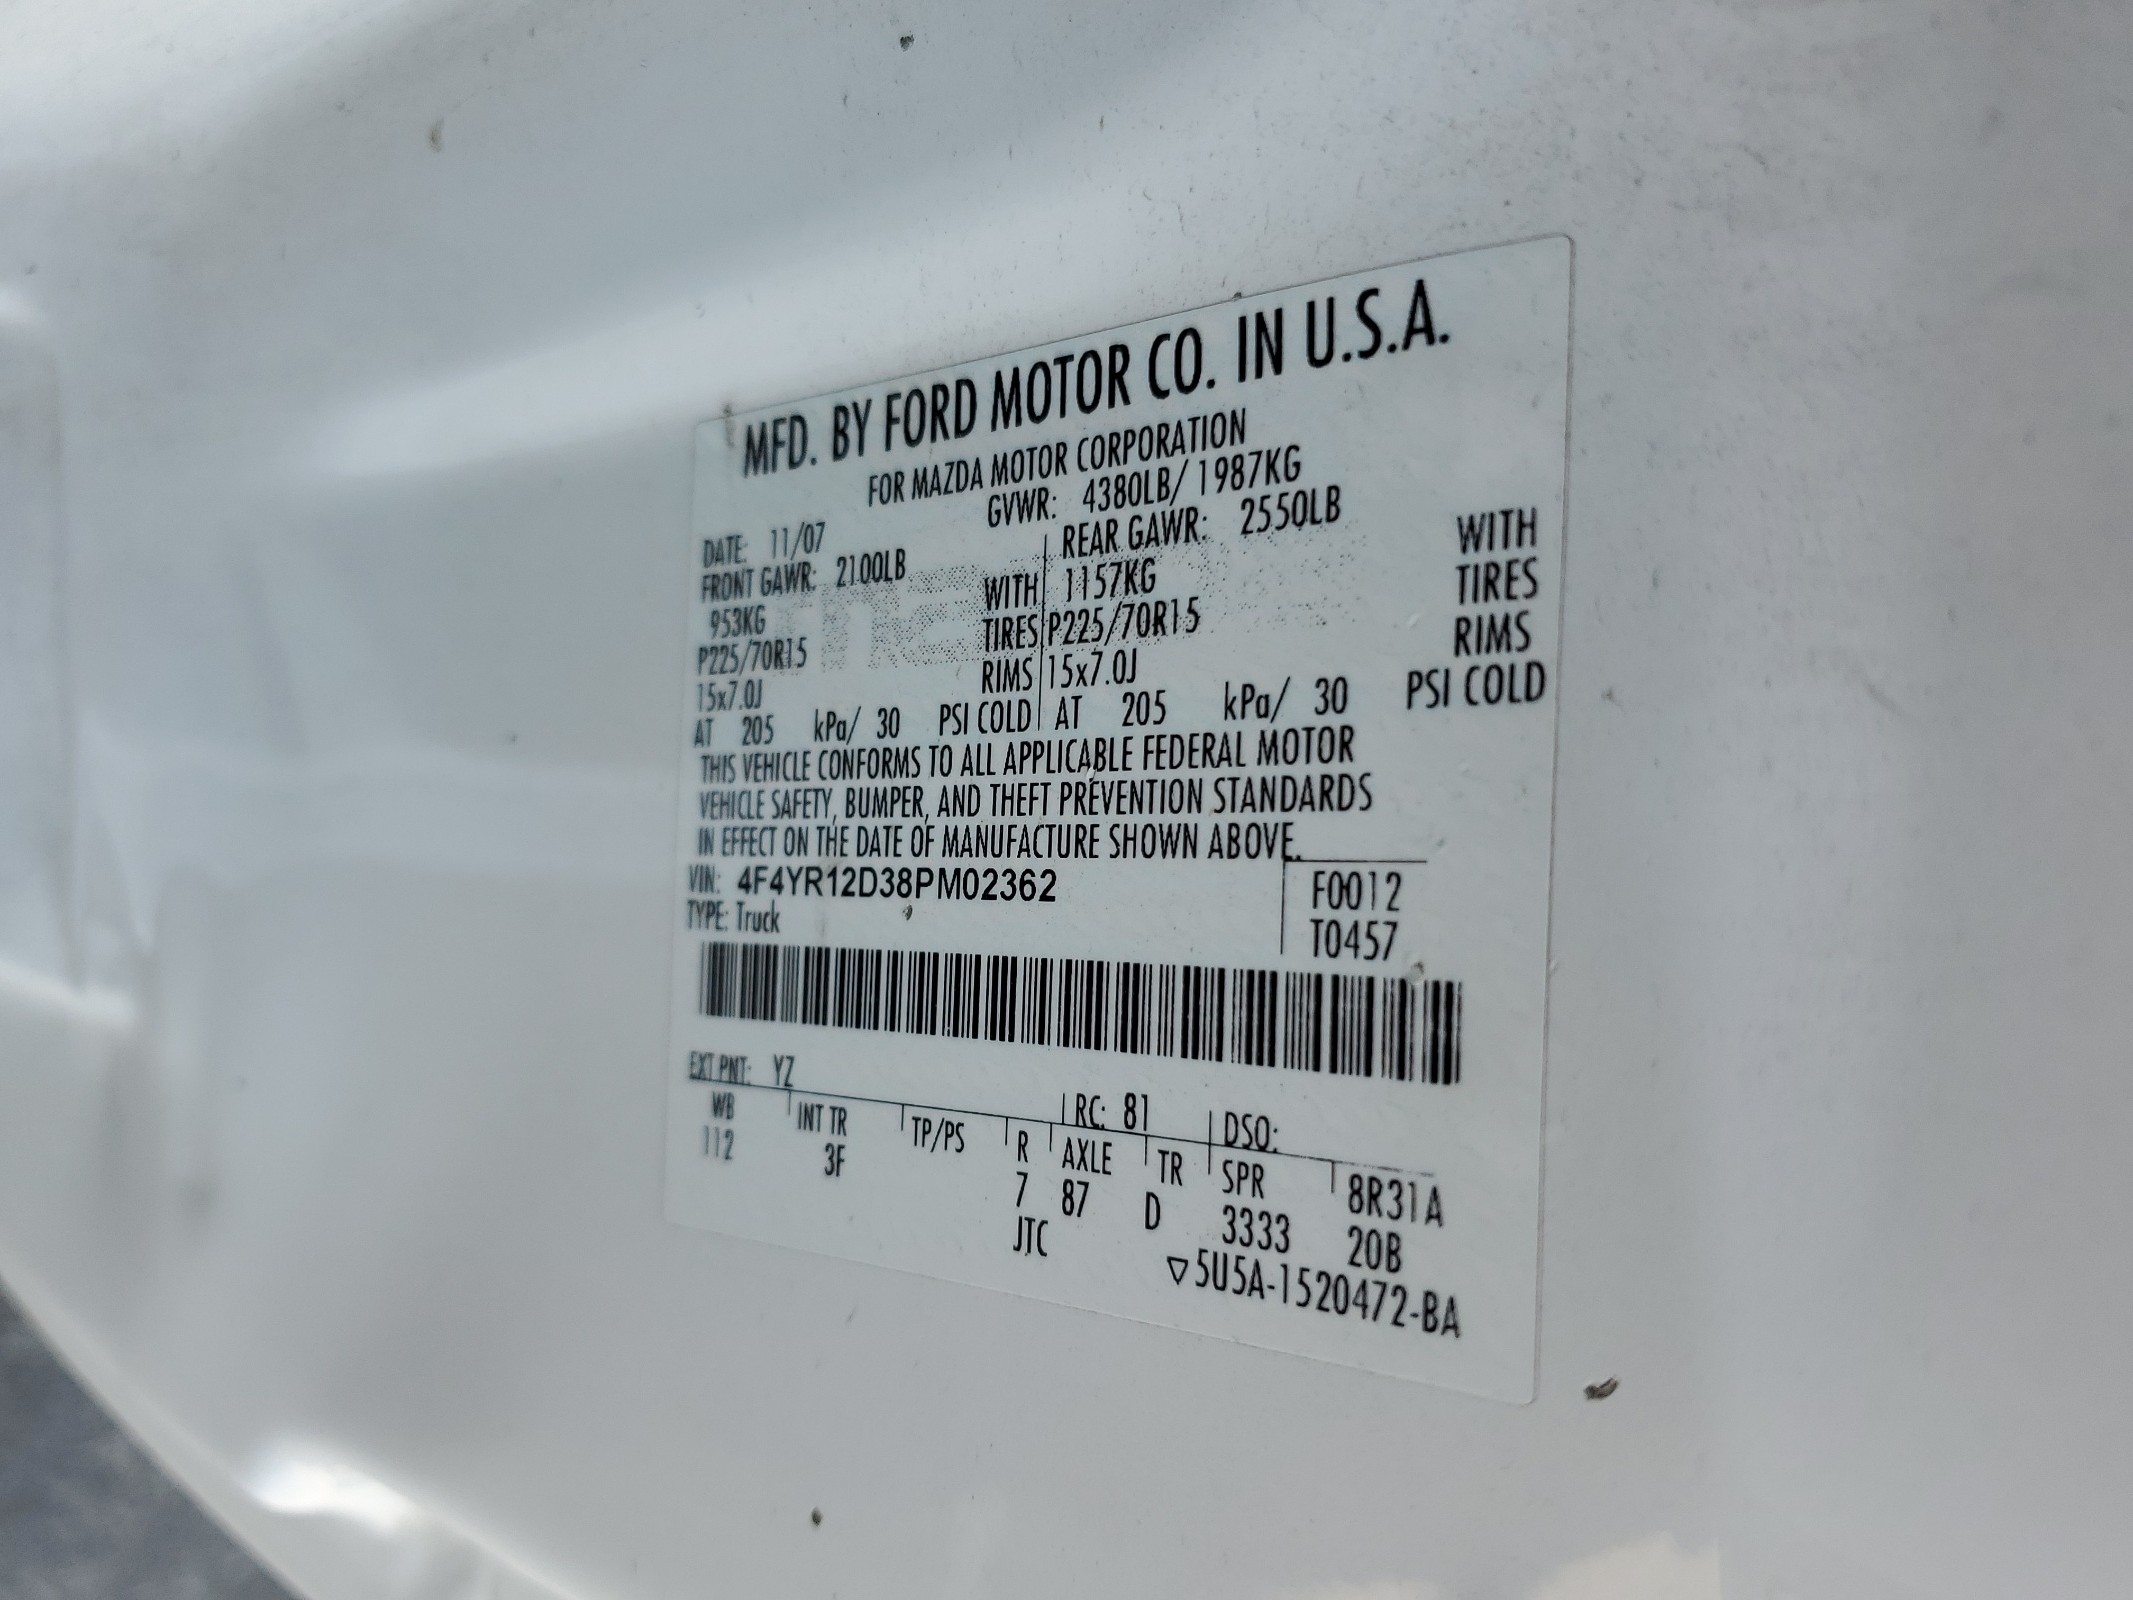 MFD. BY FORD MOTOR CO. IN U.S.A.
FOR MAZDA MOTOR CORPORATION
DATE: 11/07 GVWR: 4380LB/ 1987KG
FRONT GAWR: 2100LB REAR GAWR: 2550LB
953KG WITH 1157KG WITH
P225/70R15 TIRES P225/70R15 TIRES
15x7.0J RIMS 15x7.0J RIMS
AT 205 kPa/ 30 PSI COLD AT 205 kPa/ 30 PSI COLD
THIS VEHICLE CONFORMS TO ALL APPLICABLE FEDERAL MOTOR
VEHICLE SAFETY, BUMPER, AND THEFT PREVENTION STANDARDS
IN EFFECT ON THE DATE OF MANUFACTURE SHOWN ABOVE.
VIN: 4F4YR12D38PM02362 F0012
TYPE: Truck T0457
EXT PNT: YZ RC: 81 DSO:
WB INT TR TP/PS R AXLE TR SPR 8R31A
112 3F 7 87 D 3333 20B
JTC ▽5U5A-1520472-BA